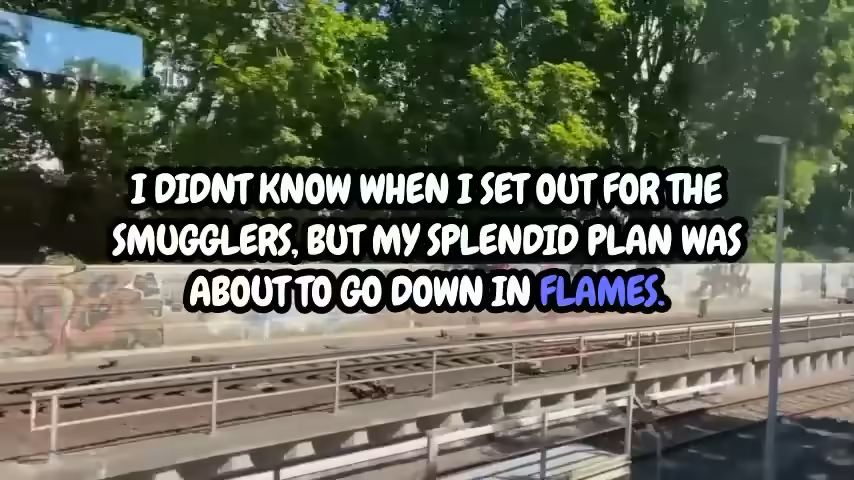 I DIDNT KNOW WHEN I SET OUT FOR THE
SMUGGLERS, BUT MY SPLENDID PLAN WAS
ABOUT TO GO DOWN IN FLAMES.